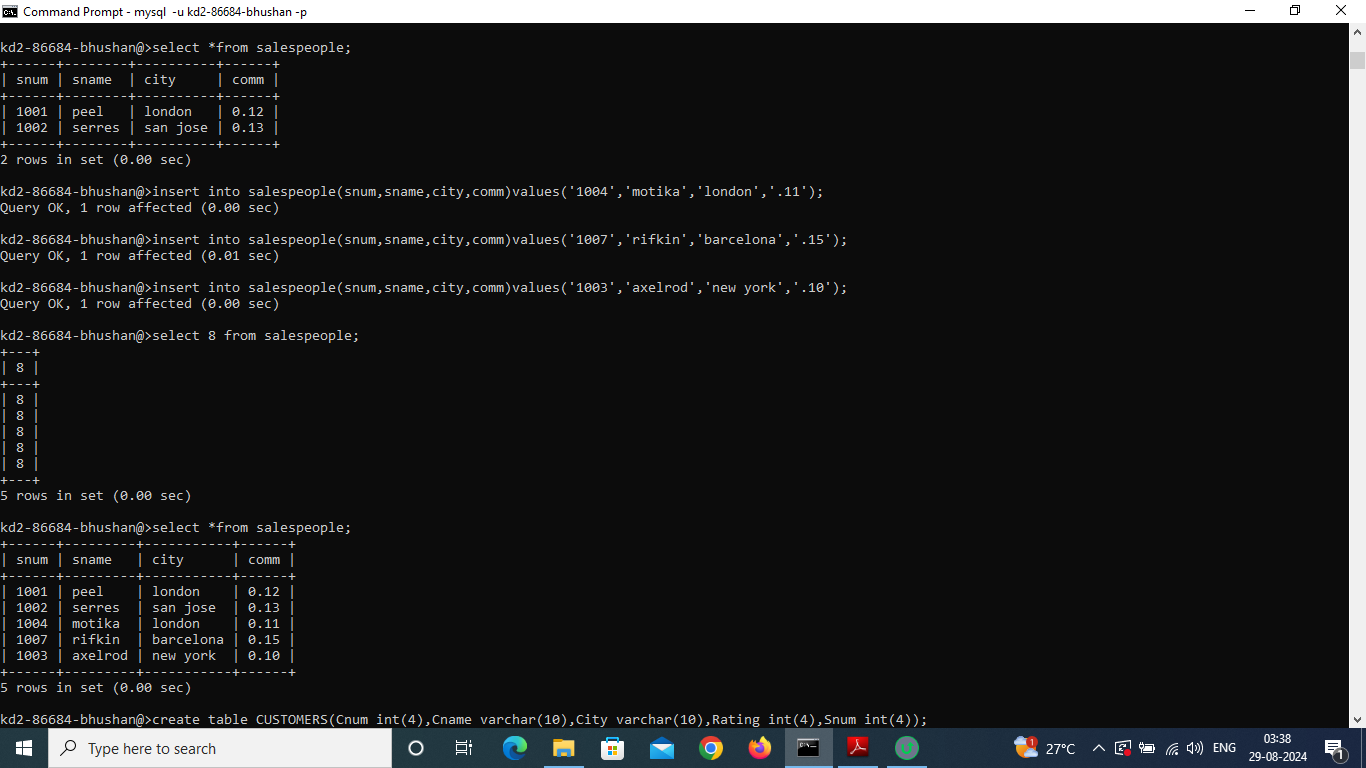 Command Prompt - mysql  -u kd2-86684-bhushan -p
kd2-86684-bhushan@>select *from salespeople;
+------+--------+----------+------+
| snum | sname  | city     | comm |
+------+--------+----------+------+
| 1001 | peel   | london   | 0.12 |
| 1002 | serres | san jose | 0.13 |
+------+--------+----------+------+
2 rows in set (0.00 sec)
kd2-86684-bhushan@>insert into salespeople(snum,sname,city,comm)values('1004','motika','london','.11');
Query OK, 1 row affected (0.00 sec)
kd2-86684-bhushan@>insert into salespeople(snum,sname,city,comm)values('1007','rifkin','barcelona','.15');
Query OK, 1 row affected (0.01 sec)
kd2-86684-bhushan@>insert into salespeople(snum,sname,city,comm)values('1003','axelrod','new york','.10');
Query OK, 1 row affected (0.00 sec)
kd2-86684-bhushan@>select 8 from salespeople;
+---+
| 8 |
+---+
| 8 |
| 8 |
| 8 |
| 8 |
| 8 |
+---+
5 rows in set (0.00 sec)
kd2-86684-bhushan@>select *from salespeople;
+------+---------+-----------+------+
| snum | sname   | city      | comm |
+------+---------+-----------+------+
| 1001 | peel    | london    | 0.12 |
| 1002 | serres  | san jose  | 0.13 |
| 1004 | motika  | london    | 0.11 |
| 1007 | rifkin  | barcelona | 0.15 |
| 1003 | axelrod | new york  | 0.10 |
+------+---------+-----------+------+
5 rows in set (0.00 sec)
kd2-86684-bhushan@>create table CUSTOMERS(Cnum int(4),Cname varchar(10),City varchar(10),Rating int(4),Snum int(4));
Type here to search
1
27°C
ENG
03:38
29-08-2024
1